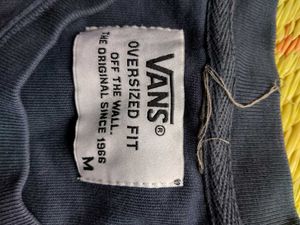 VANS®
OVERSIZED FIT
OFF THE WALL.
THE ORIGINAL SINCE 1966
M